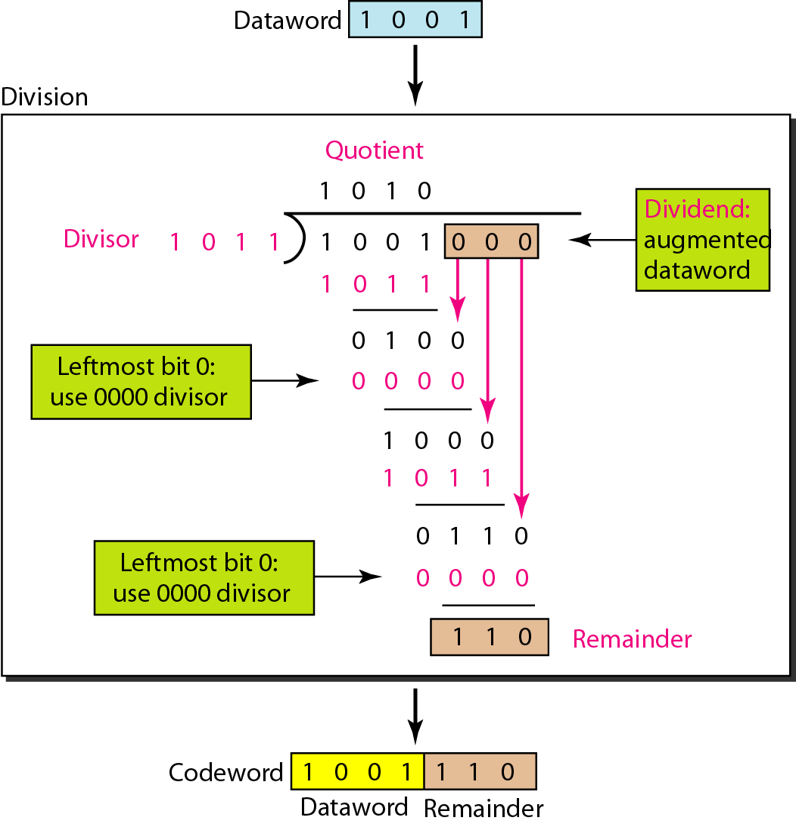 Dataword 1 0 0 1
Division
Quotient
1 0 1 0
Divisor 1 0 1 1 1 0 0 1 0 0 0
Dividend:
augmented
dataword
1 0 1 1
0 1 0 0
Leftmost bit 0:
use 0000 divisor
0 0 0 0
1 0 0 0
1 0 1 1
0 1 1 0
Leftmost bit 0:
use 0000 divisor
0 0 0 0
1 1 0 Remainder
Codeword 1 0 0 1 1 1 0
Dataword Remainder